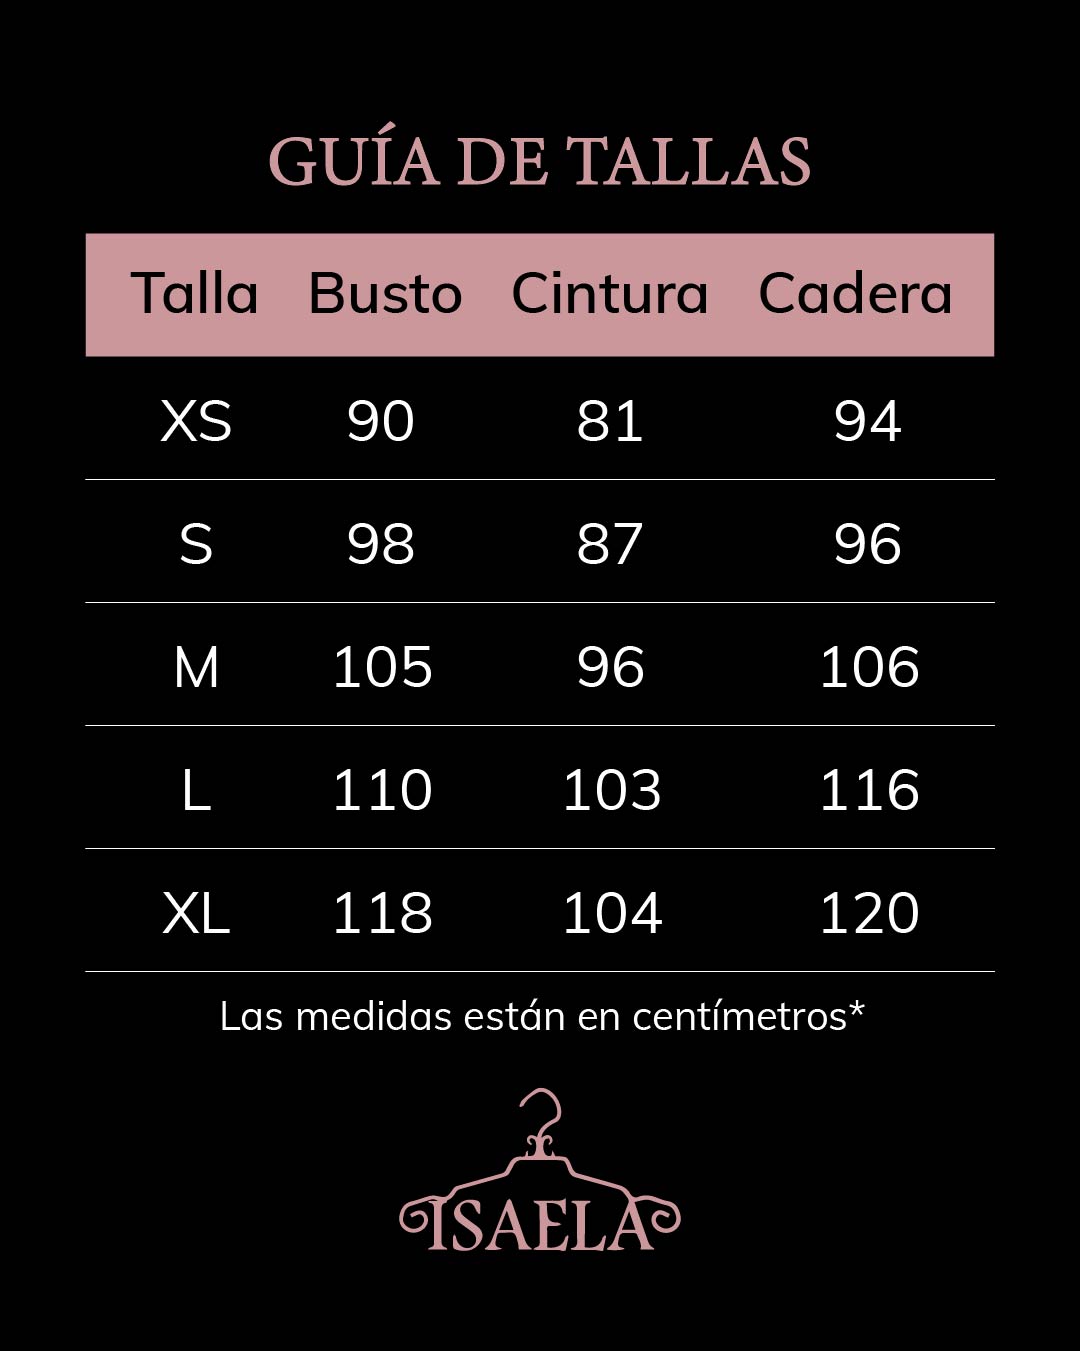 GUÍA DE TALLAS
Talla Busto Cintura Cadera
XS 90 81 94
S 98 87 96
M 105 96 106
L 110 103 116
XL 118 104 120
Las medidas están en centímetros*
ISAELA